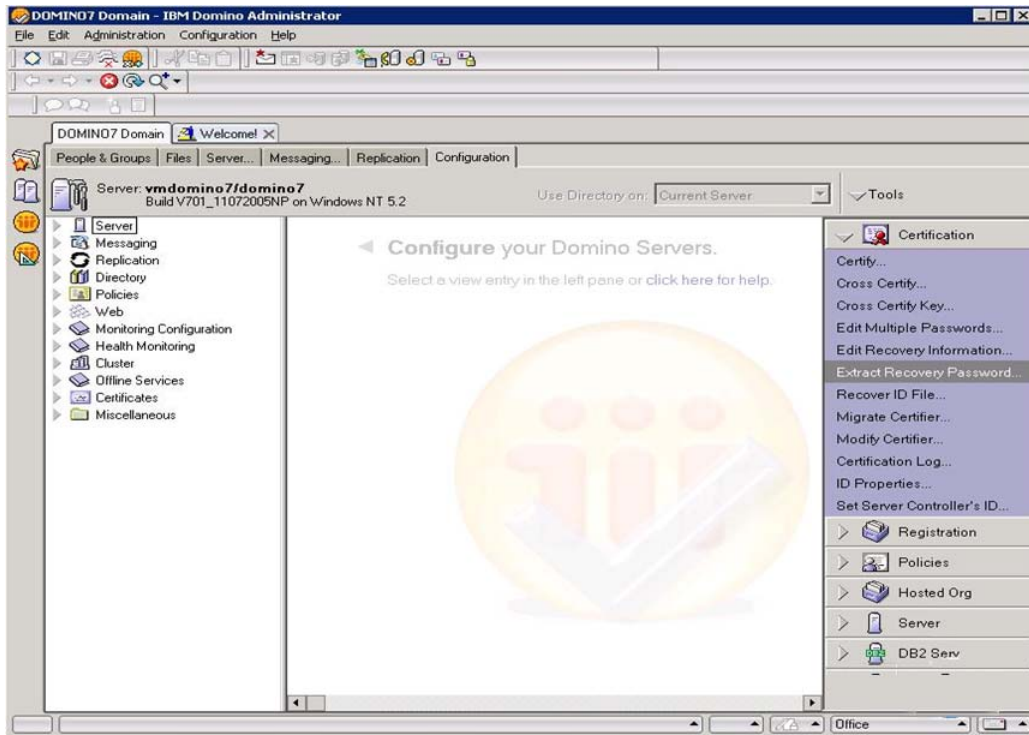 DOMINO7 Domain - IBM Domino Administrator
File Edit Administration Configuration Help
DOMINO7 Domain Welcome!
People & Groups Files Server... Messaging... Replication Configuration
Server: vmdomino7/domino7
Build V701_11072005NP on Windows NT 5.2
Use Directory on: Current Server
Tools
Server
Messaging
Replication
Directory
Policies
Web
Monitoring Configuration
Health Monitoring
Cluster
Offline Services
Certificates
Miscellaneous
Configure your Domino Servers.
Select a view entry in the left pane or click here for help.
Certification
Certify...
Cross Certify...
Cross Certify Key...
Edit Multiple Passwords...
Edit Recovery Information...
Extract Recovery Password...
Recover ID File...
Migrate Certifier...
Modify Certifier...
Certification Log...
ID Properties...
Set Server Controller's ID...
Registration
Policies
Hosted Org
Server
DB2 Serv
Office